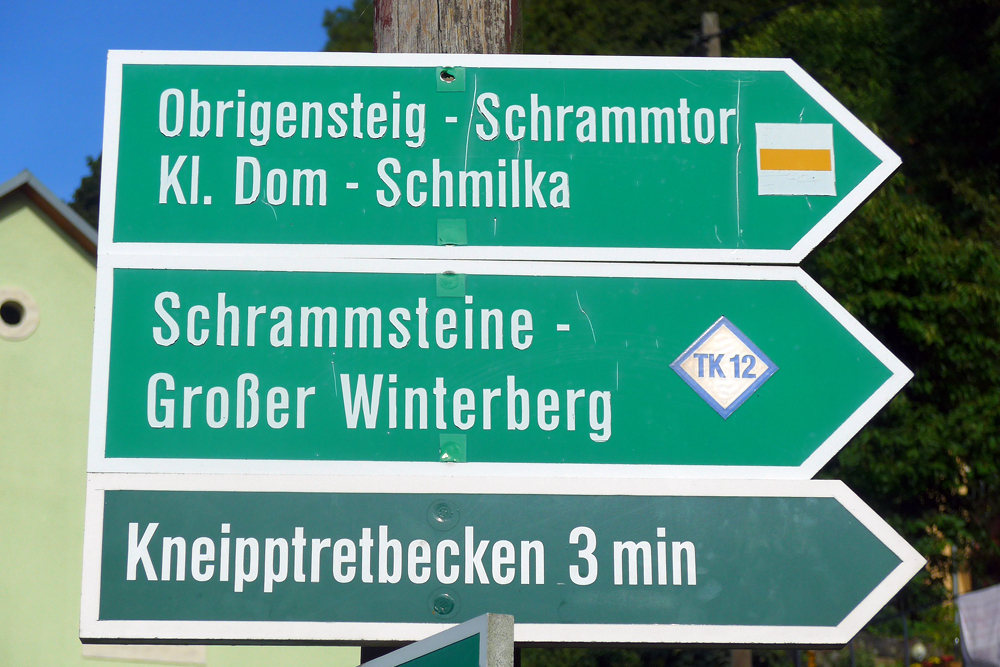 Obrigensteig - Schrammtor
Kl. Dom - Schmilka
Schrammsteine -
Großer Winterberg
TK 12
Kneipptretbecken 3 min